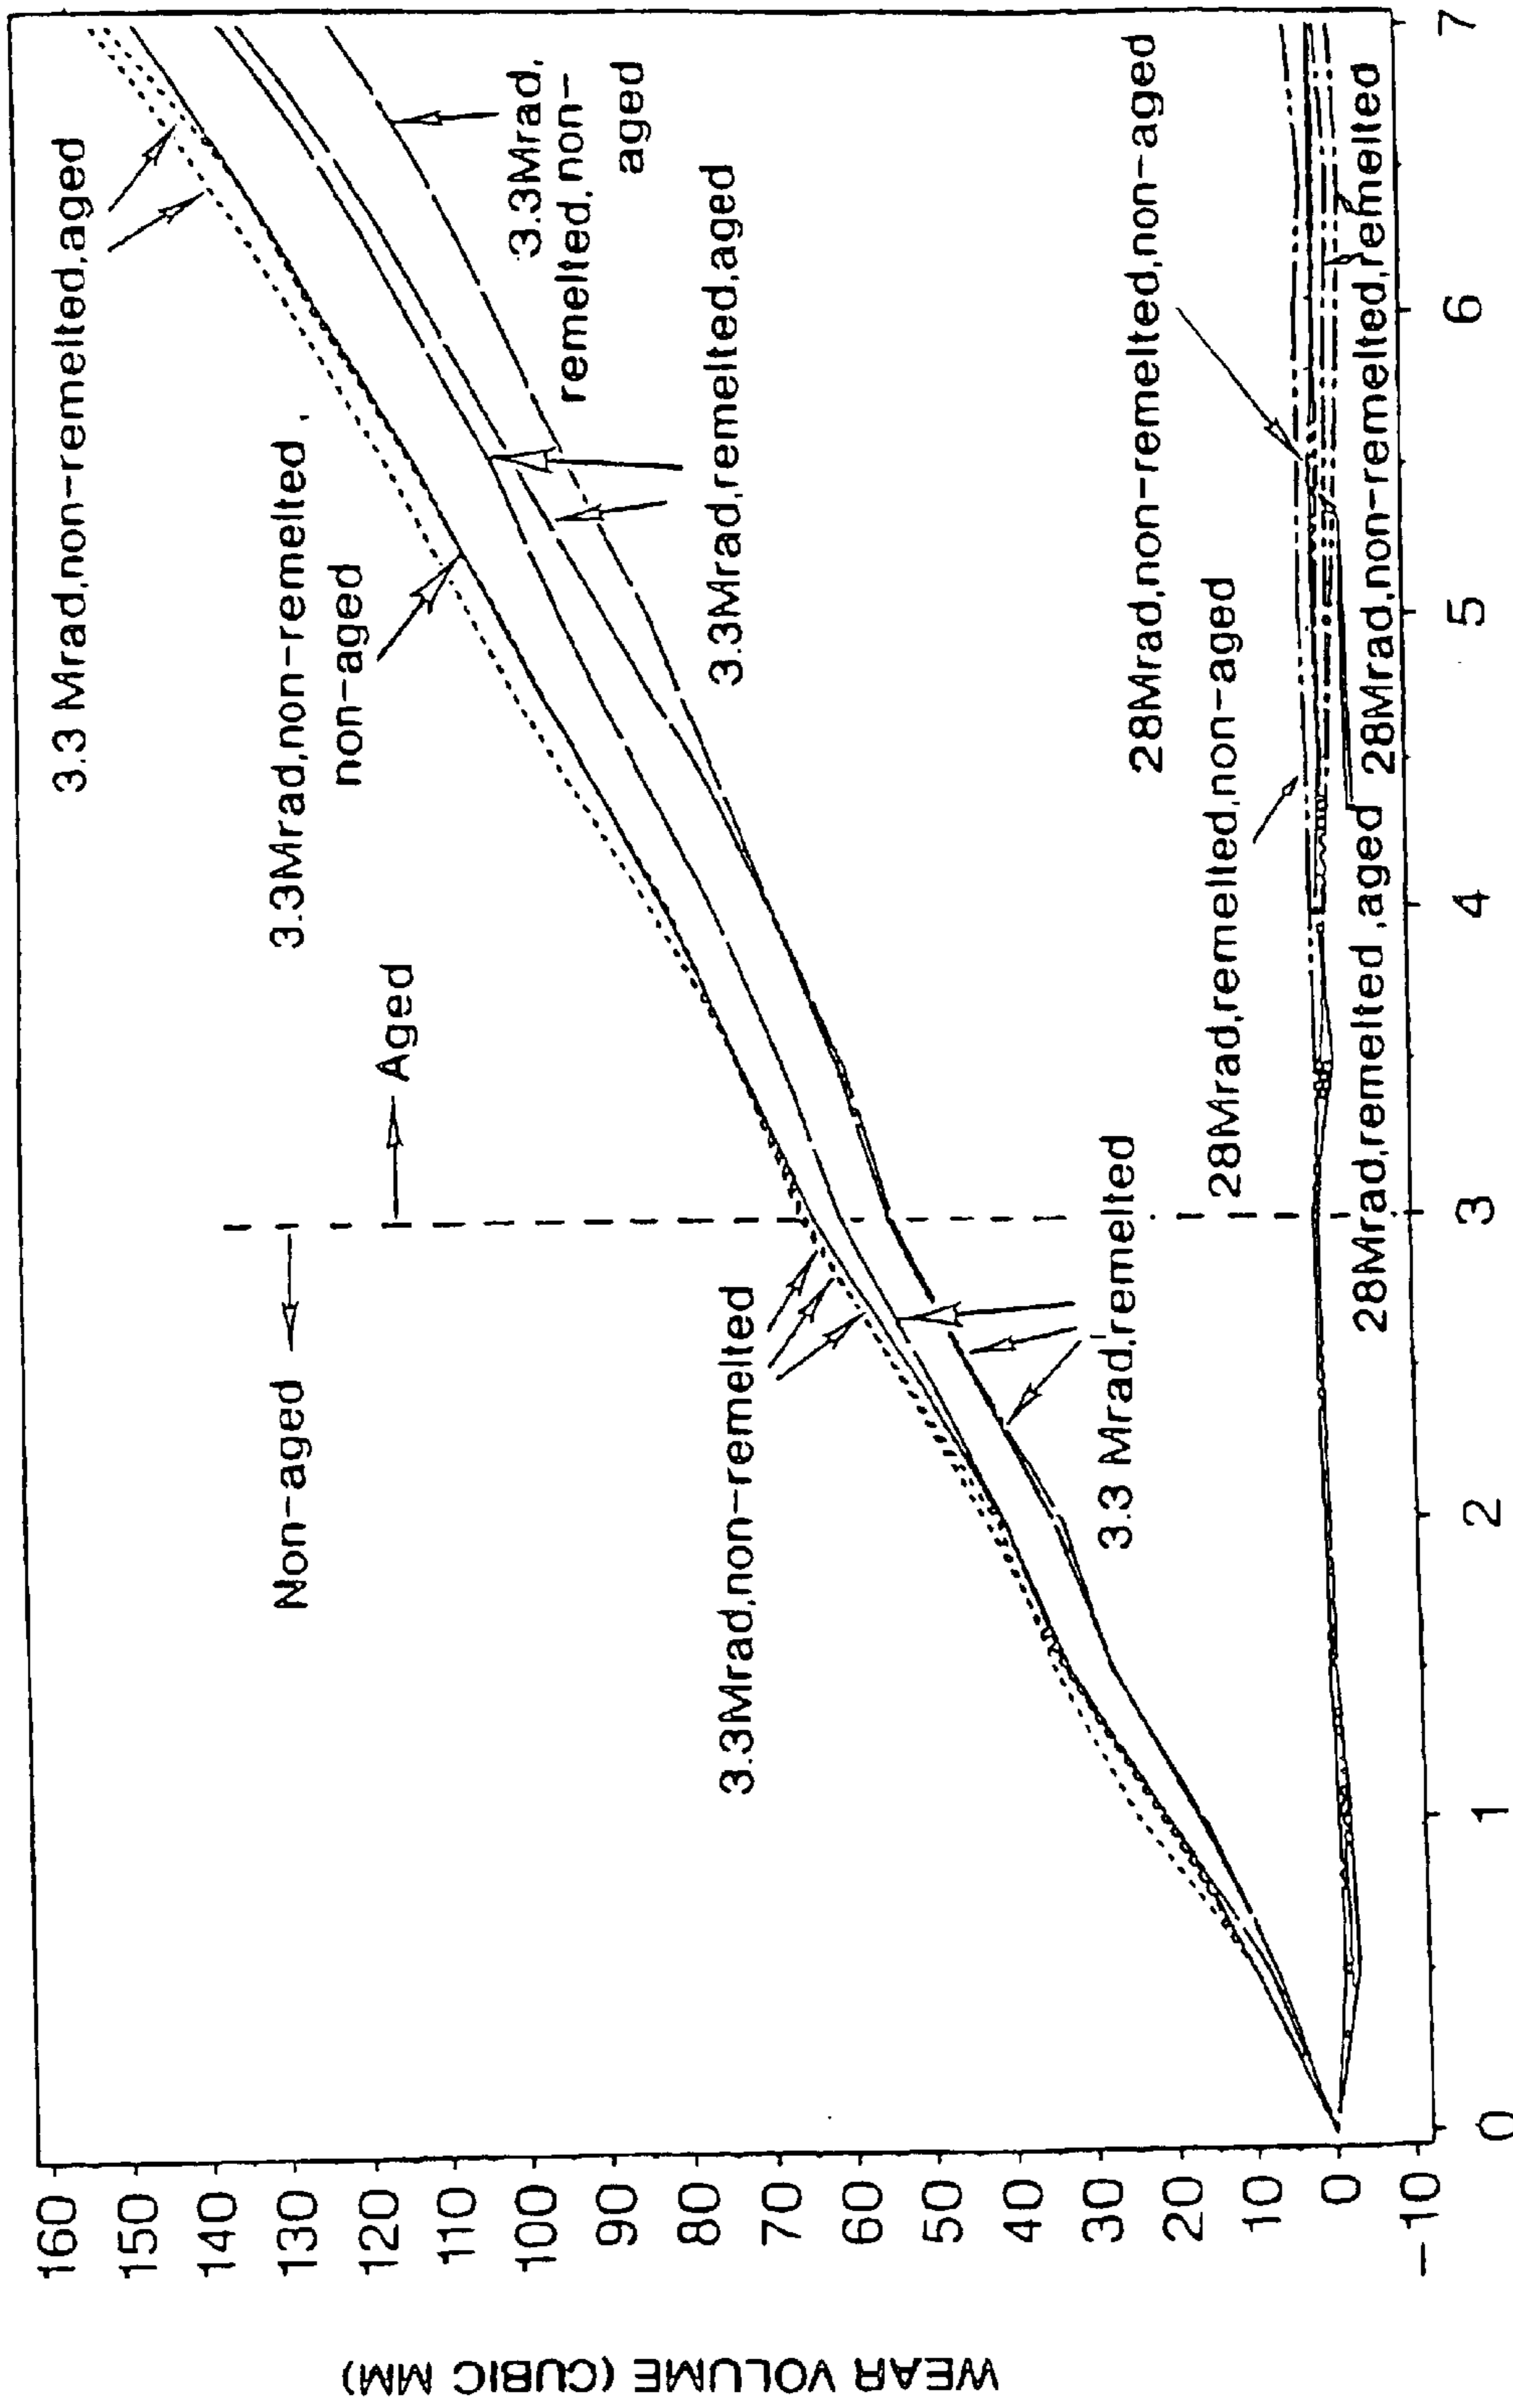 3.3 Mrad,non-remelted,aged
3.3Mrad,non-remelted,
non-aged
Aged
Non-aged
3.3Mrad,
remelted,non-
aged
3.3Mrad,remelted,aged
3.3Mrad,non-remelted
3.3 Mrad,remelted
28Mrad,non-remelted,non-aged
28Mrad,remelted,non-aged
28Mrad,remelted ,aged
28Mrad,non-remelted,remelted
160
150
140
130
120
110
100
90
80
70
60
50
40
30
20
10
0
-10
0
1
2
3
4
5
6
7
WEAR VOLUME (CUBIC MM)